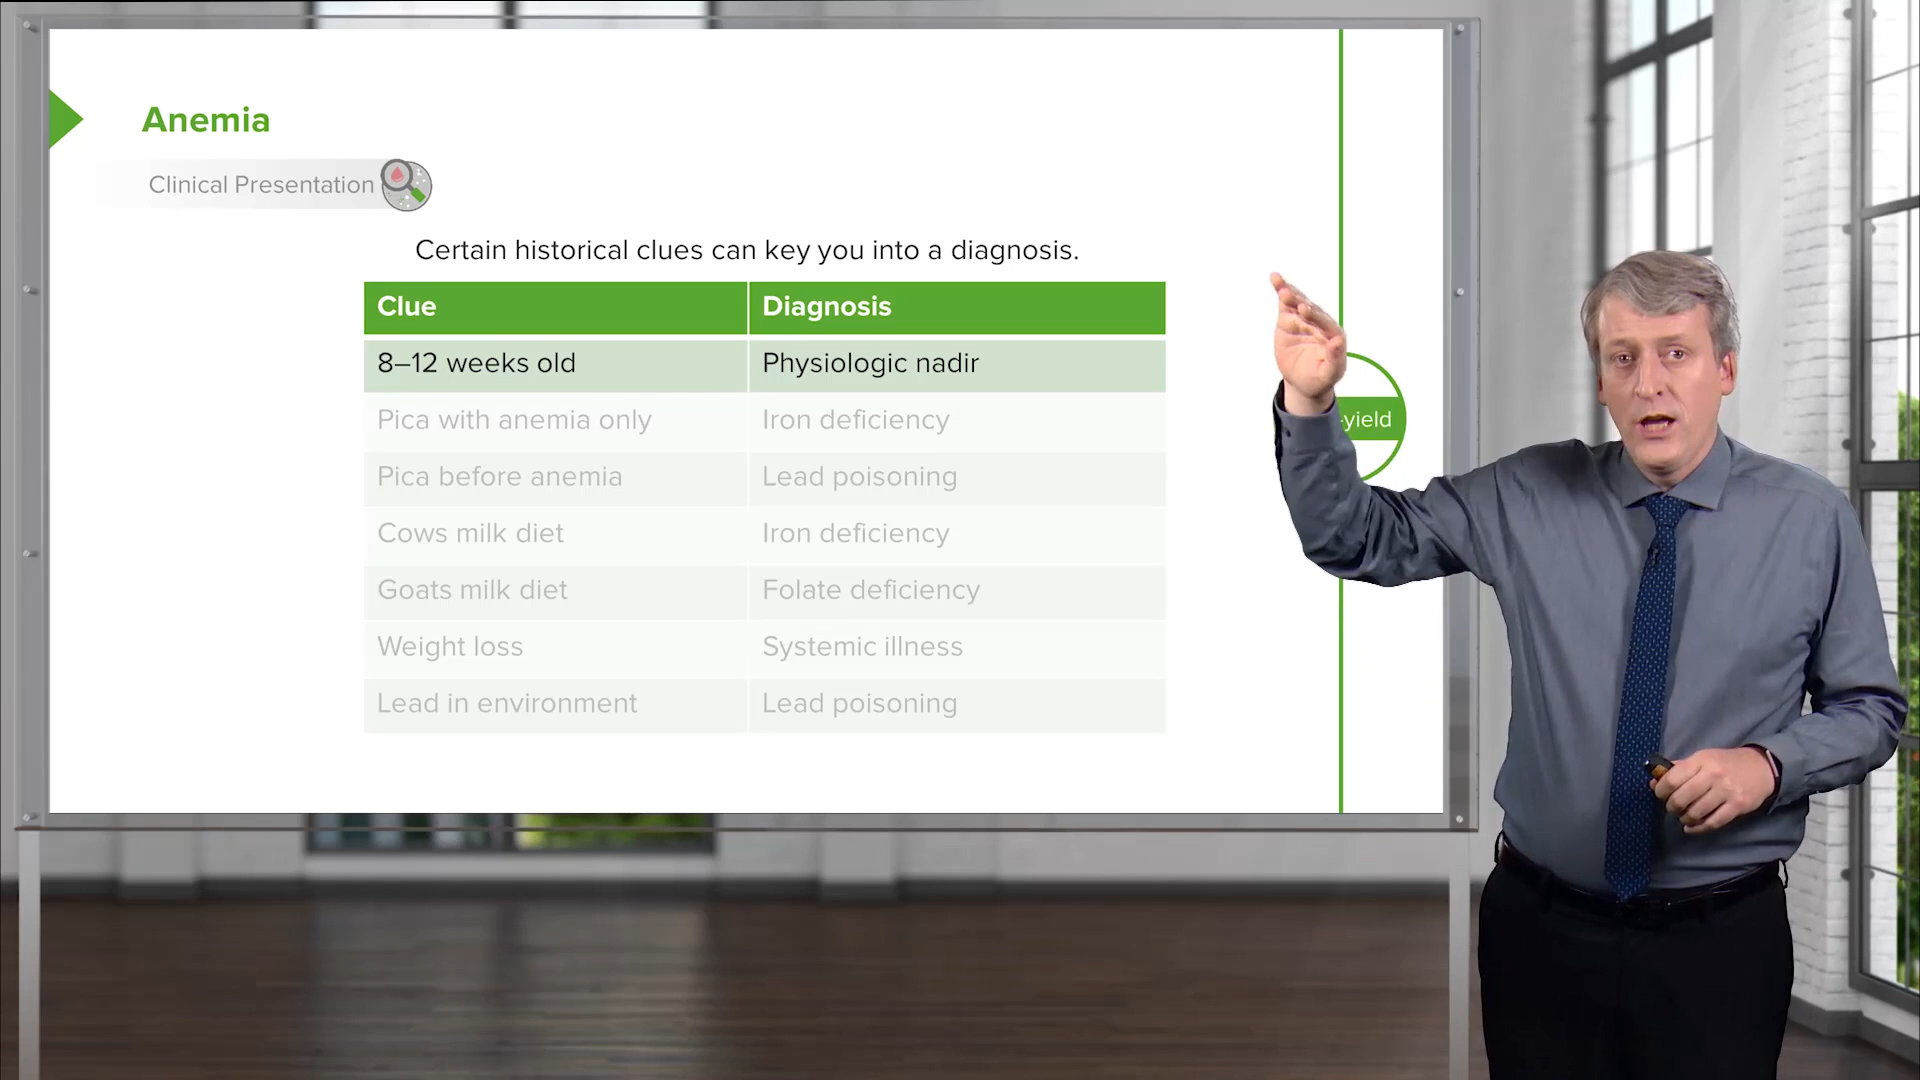 Anemia
Clinical Presentation
Certain historical clues can key you into a diagnosis.
Clue Diagnosis
8–12 weeks old Physiologic nadir
Pica with anemia only Iron deficiency
Pica before anemia Lead poisoning
Cows milk diet Iron deficiency
Goats milk diet Folate deficiency
Weight loss Systemic illness
Lead in environment Lead poisoning
-yield